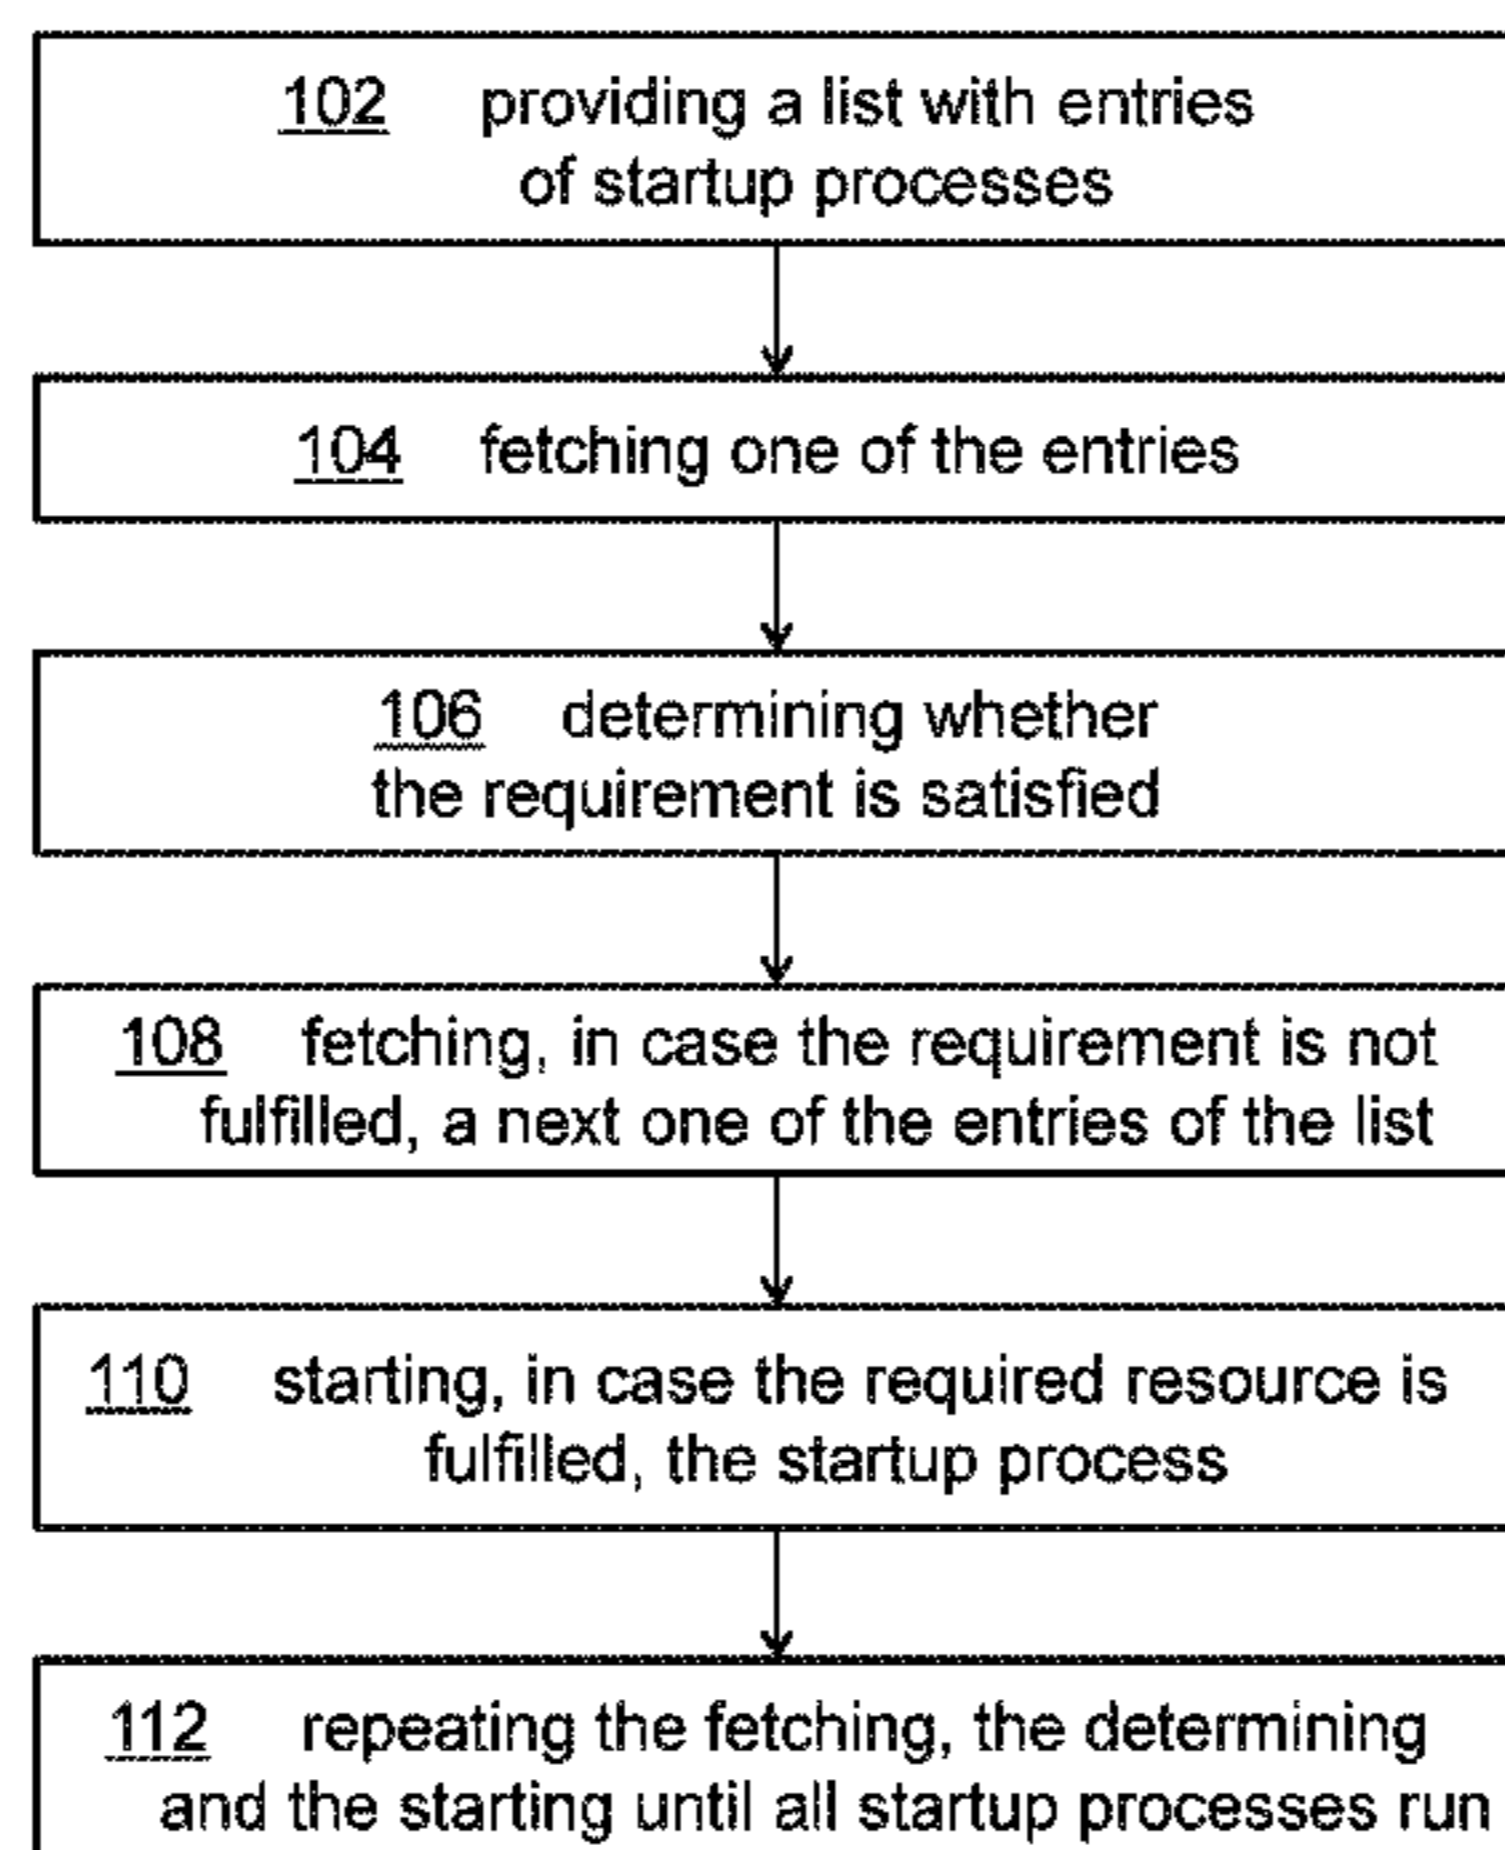 102 providing a list with entries
of startup processes
104 fetching one of the entries
106 determining whether
the requirement is satisfied
108 fetching, in case the requirement is not
fulfilled, a next one of the entries of the list
110 starting, in case the required resource is
fulfilled, the startup process
112 repeating the fetching, the determining
and the starting until all startup processes run